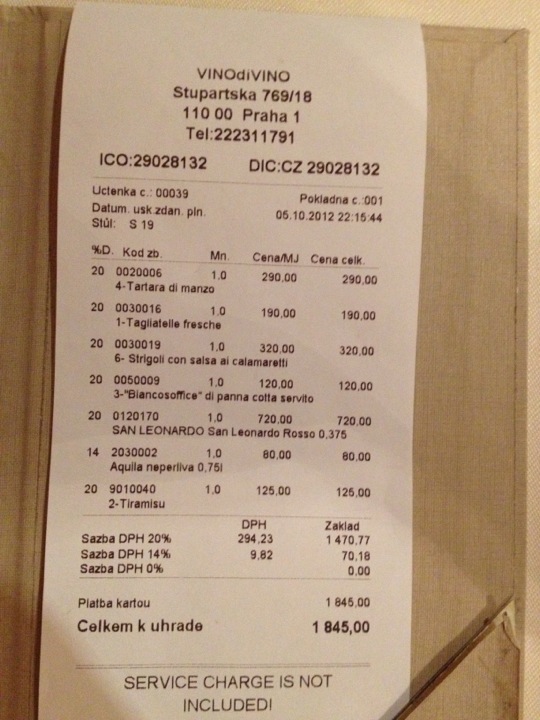 VINOdiVINO
Stupartska 769/18
110 00 Praha 1
Tel:222311791
ICO:29028132 DIC:CZ 29028132
Uctenka c.: 00039 Pokladna c.:001
Datum. usk.zdan. pln. 05.10.2012 22:15:44
Stůl: S 19
%D. Kod zb. Mn. Cena/MJ Cena celk.
20 0020006 1,0 290,00 290,00
4-Tartara di manzo
20 0030016 1,0 190,00 190,00
1-Tagliatelle fresche
20 0030019 1,0 320,00 320,00
6- Strigoli con salsa ai calamaretti
20 0050009 1,0 120,00 120,00
3-"Biancosoffice" di panna cotta servito
20 0120170 1,0 720,00 720,00
SAN LEONARDO San Leonardo Rosso 0,375
14 2030002 1,0 80,00 80,00
Aquila neperliva 0,75l
20 9010040 1,0 125,00 125,00
2-Tiramisu
DPH Zaklad
Sazba DPH 20% 294,23 1 470,77
Sazba DPH 14% 9,82 70,18
Sazba DPH 0% 0,00
Platba kartou 1 845,00
Celkem k uhrade 1 845,00
SERVICE CHARGE IS NOT
INCLUDED!